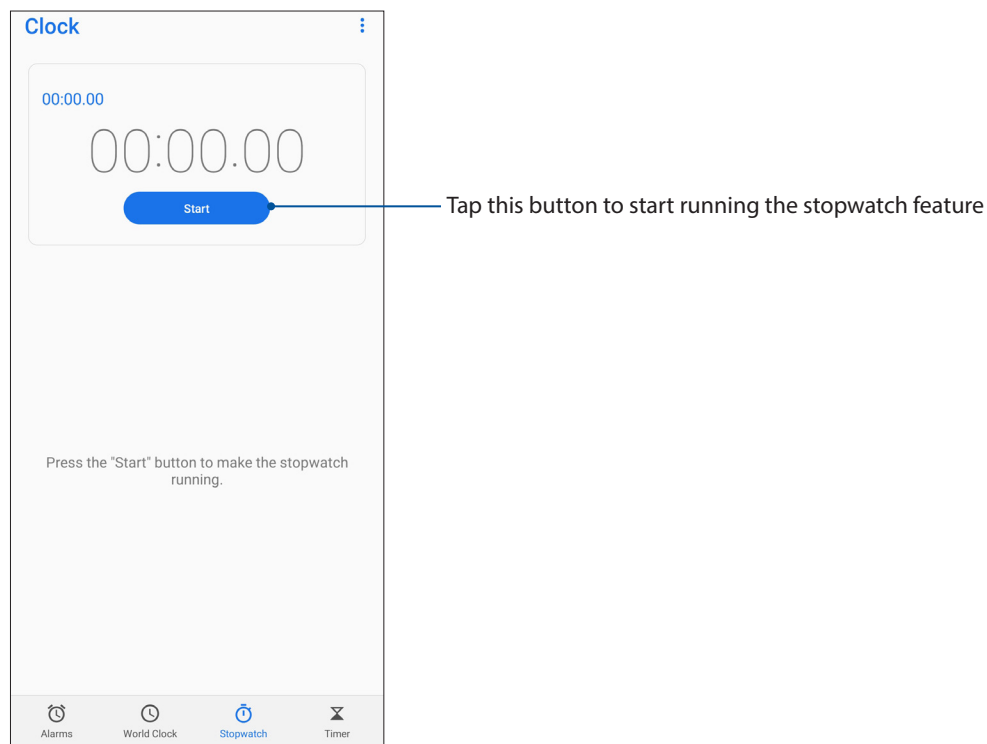 Clock
00:00.00
00:00.00
Start
Tap this button to start running the stopwatch feature
Press the "Start" button to make the stopwatch
running.
Alarms World Clock Stopwatch Timer